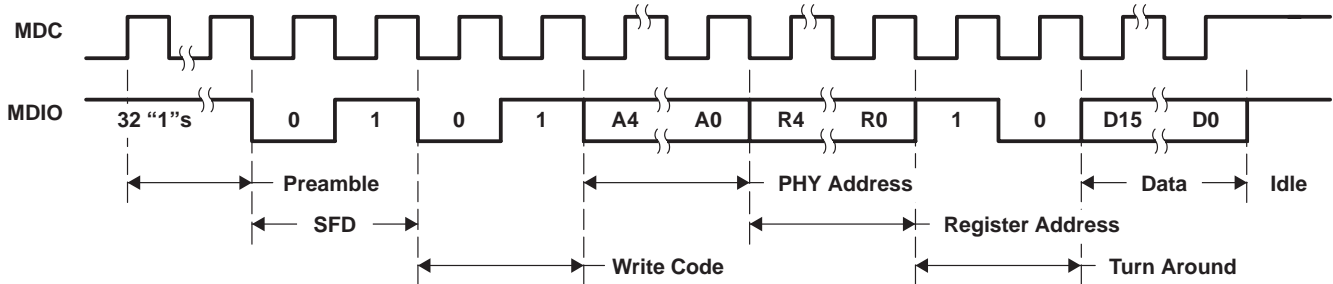 MDC
MDIO
32 “1”s 0 1 0 1 A4 A0 R4 R0 1 0 D15 D0
Preamble PHY Address Data Idle
SFD Register Address
Write Code Turn Around